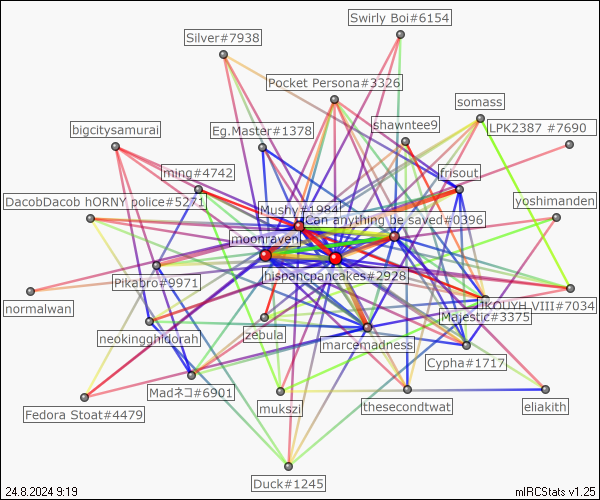 Swirly Boi#6154
Silver#7938
Pocket Persona#3326
somass
shawntee9
LPK2387 #7690
bigcitysamurai
Eg.Master#1378
ming#4742
frisout
DacobDacob hORNY police#5271
yoshimanden
Mushy#1984
Can anything be saved#0396
moonraven
hispancpancakes#2928
Pikabro#9971
normalwan
KOUYH VIII#7034
Majestic#3375
neokingghidorah
zebula
marcemadness
Cypha#1717
Madネコ#6901
mukszi
thesecondtwat
eliakith
Fedora Stoat#4479
Duck#1245
24.8.2024 9:19
mIRCStats v1.25